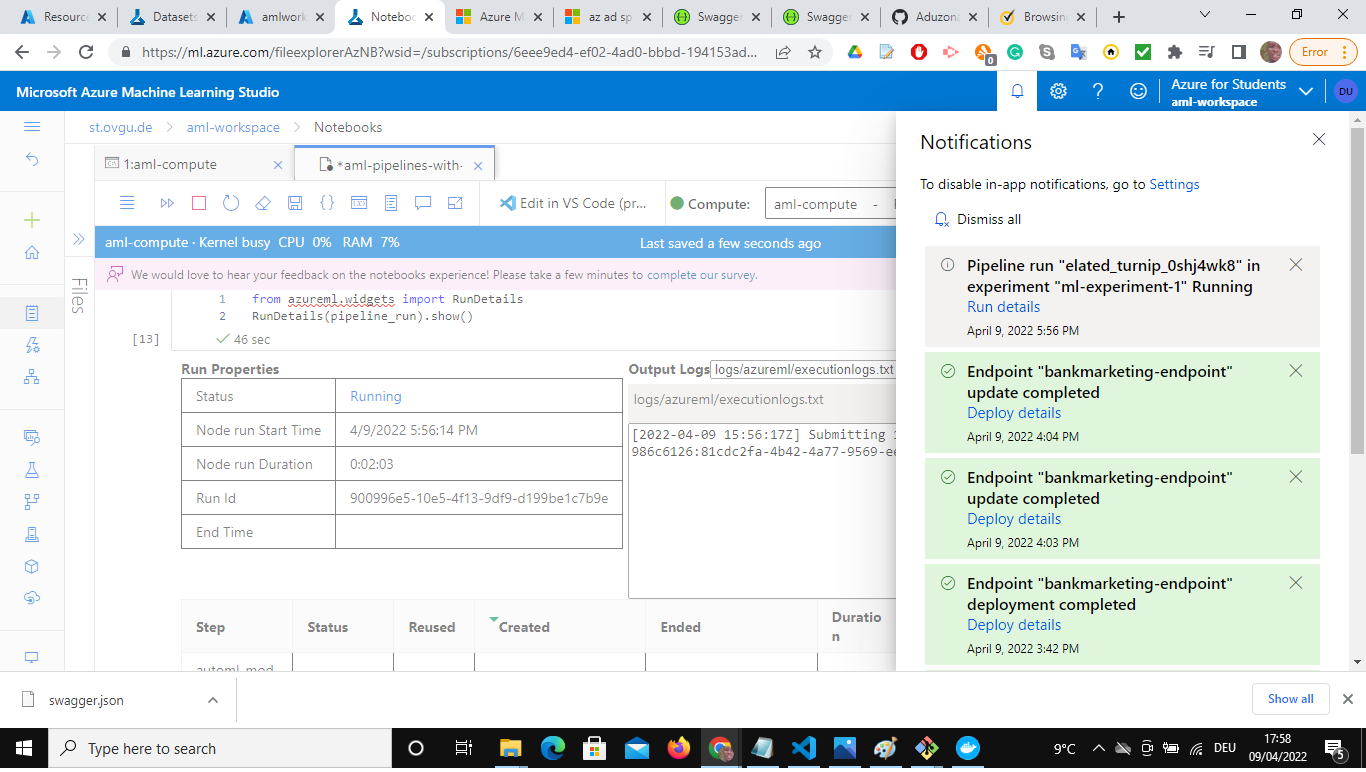 Resource
Datasets
amlwork
Notebook
Azure M
az ad sp
Swagger
Swagger
Aduzona
Browsing
https://ml.azure.com/fileexplorerAzNB?wsid=/subscriptions/6eee9ed4-ef02-4ad0-bbbd-194153ad...
0
Error
Microsoft Azure Machine Learning Studio
Azure for Students
aml-workspace
DU
st.ovgu.de
aml-workspace
Notebooks
1:aml-compute
*aml-pipelines-with-
Edit in VS Code (pr...
Compute:
aml-compute -
aml-compute · Kernel busy CPU 0% RAM 7%
Last saved a few seconds ago
We would love to hear your feedback on the notebooks experience! Please take a few minutes to complete our survey.
Files
1 from azureml.widgets import RunDetails
2 RunDetails(pipeline_run).show()
[13]
46 sec
Run Properties
Status Running
Node run Start Time 4/9/2022 5:56:14 PM
Node run Duration 0:02:03
Run Id 900996e5-10e5-4f13-9df9-d199be1c7b9e
End Time
Output Logs logs/azureml/executionlogs.txt
logs/azureml/executionlogs.txt
[2022-04-09 15:56:17Z] Submitting
986c6126:81cdc2fa-4b42-4a77-9569-ee
Step Status Reused Created Ended Duratio
n
automl_mod
Notifications
To disable in-app notifications, go to Settings
Dismiss all
Pipeline run "elated_turnip_0shj4wk8" in
experiment "ml-experiment-1" Running
Run details
April 9, 2022 5:56 PM
Endpoint "bankmarketing-endpoint"
update completed
Deploy details
April 9, 2022 4:04 PM
Endpoint "bankmarketing-endpoint"
update completed
Deploy details
April 9, 2022 4:03 PM
Endpoint "bankmarketing-endpoint"
deployment completed
Deploy details
April 9, 2022 3:42 PM
swagger.json
Show all
Type here to search
9°C
DEU
17:58
09/04/2022
5